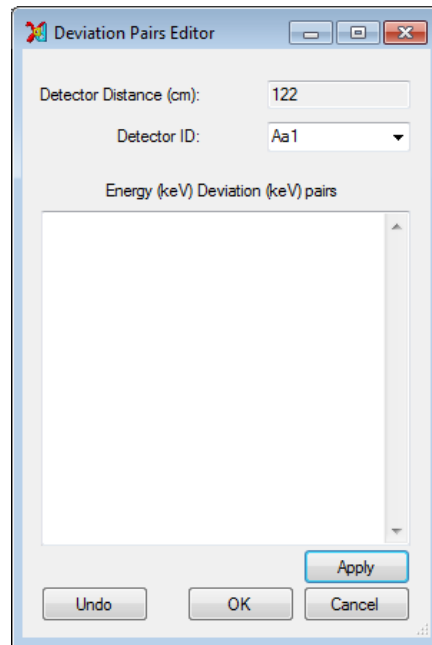 Deviation Pairs Editor
Detector Distance (cm): 122
Detector ID: Aa1
Energy (keV) Deviation (keV) pairs
Apply
Undo OK Cancel